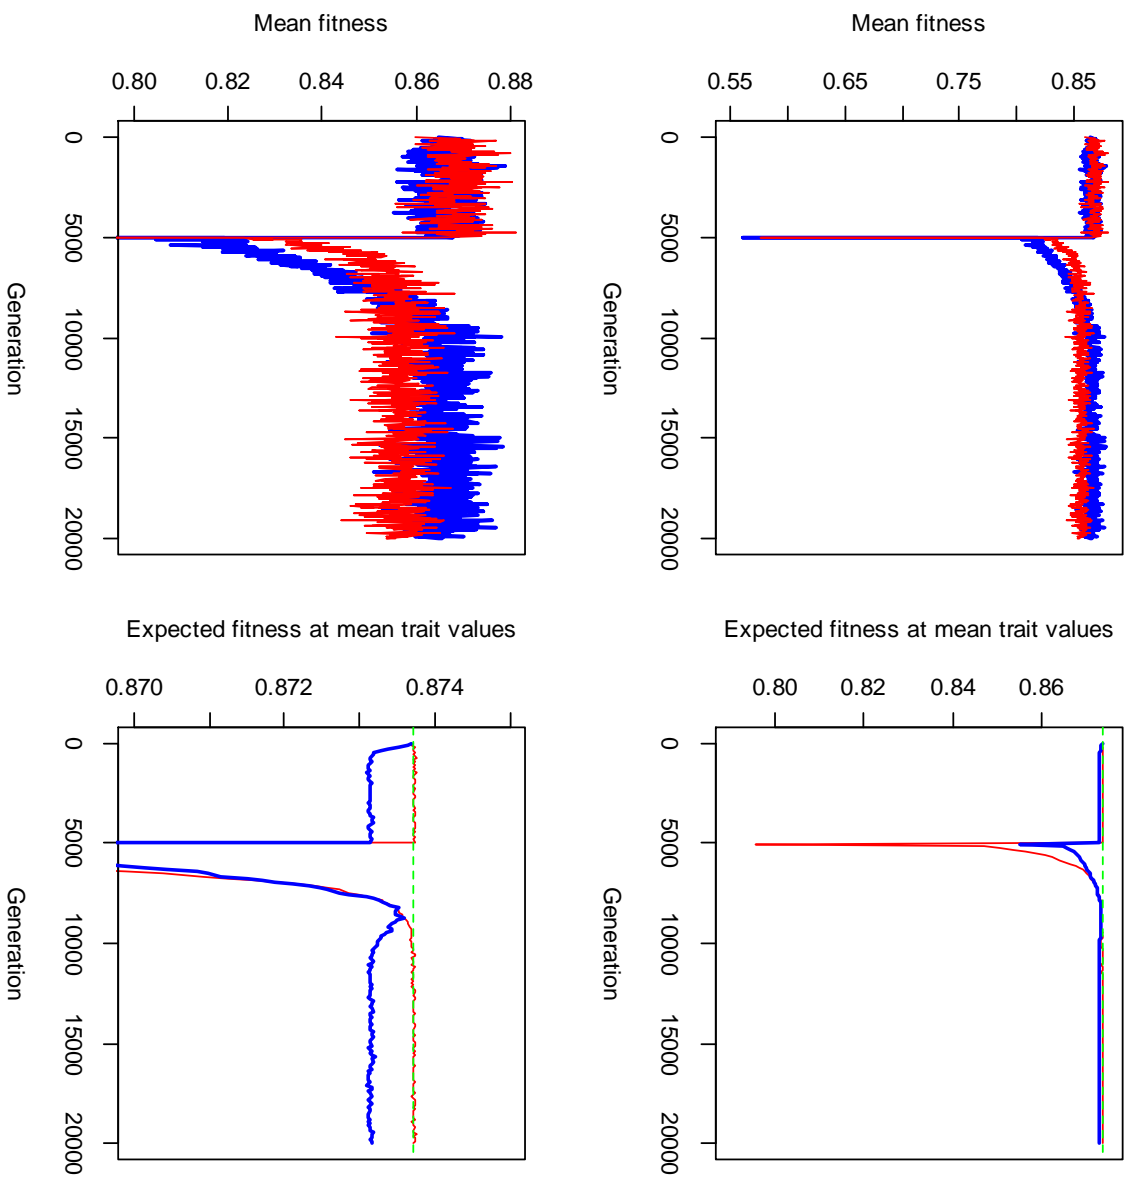 Mean fitness
0.80 0.82 0.84 0.86 0.88
0 5000 10000 15000 20000
Generation
Mean fitness
0.55 0.65 0.75 0.85
0 5000 10000 15000 20000
Generation
Expected fitness at mean trait values
0.870 0.872 0.874
0 5000 10000 15000 20000
Generation
Expected fitness at mean trait values
0.80 0.82 0.84 0.86
0 5000 10000 15000 20000
Generation